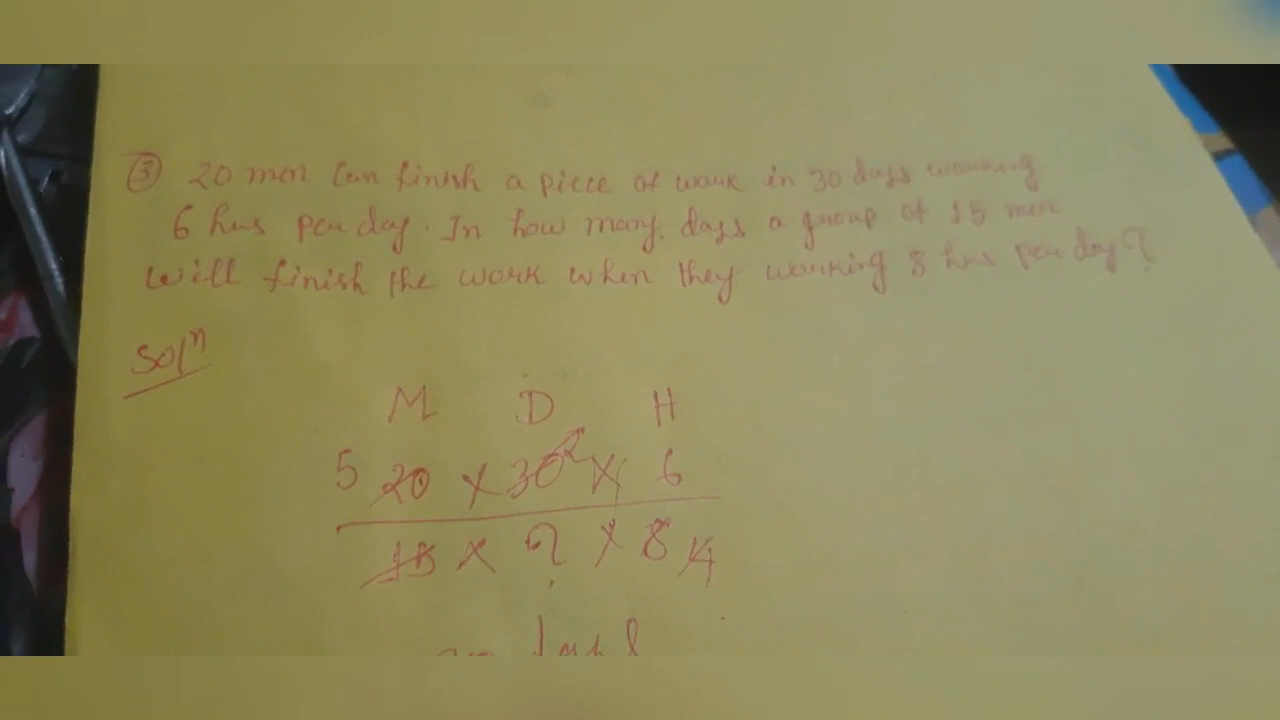 ③ 20 men can finish a piece of work in 30 days working
6 hrs per day. In how many days a group of 15 men
will finish the work when they working 8 hrs per day?
Solⁿ
M D H
5 20 × 30 2 × 6
15 × ? × 8 4